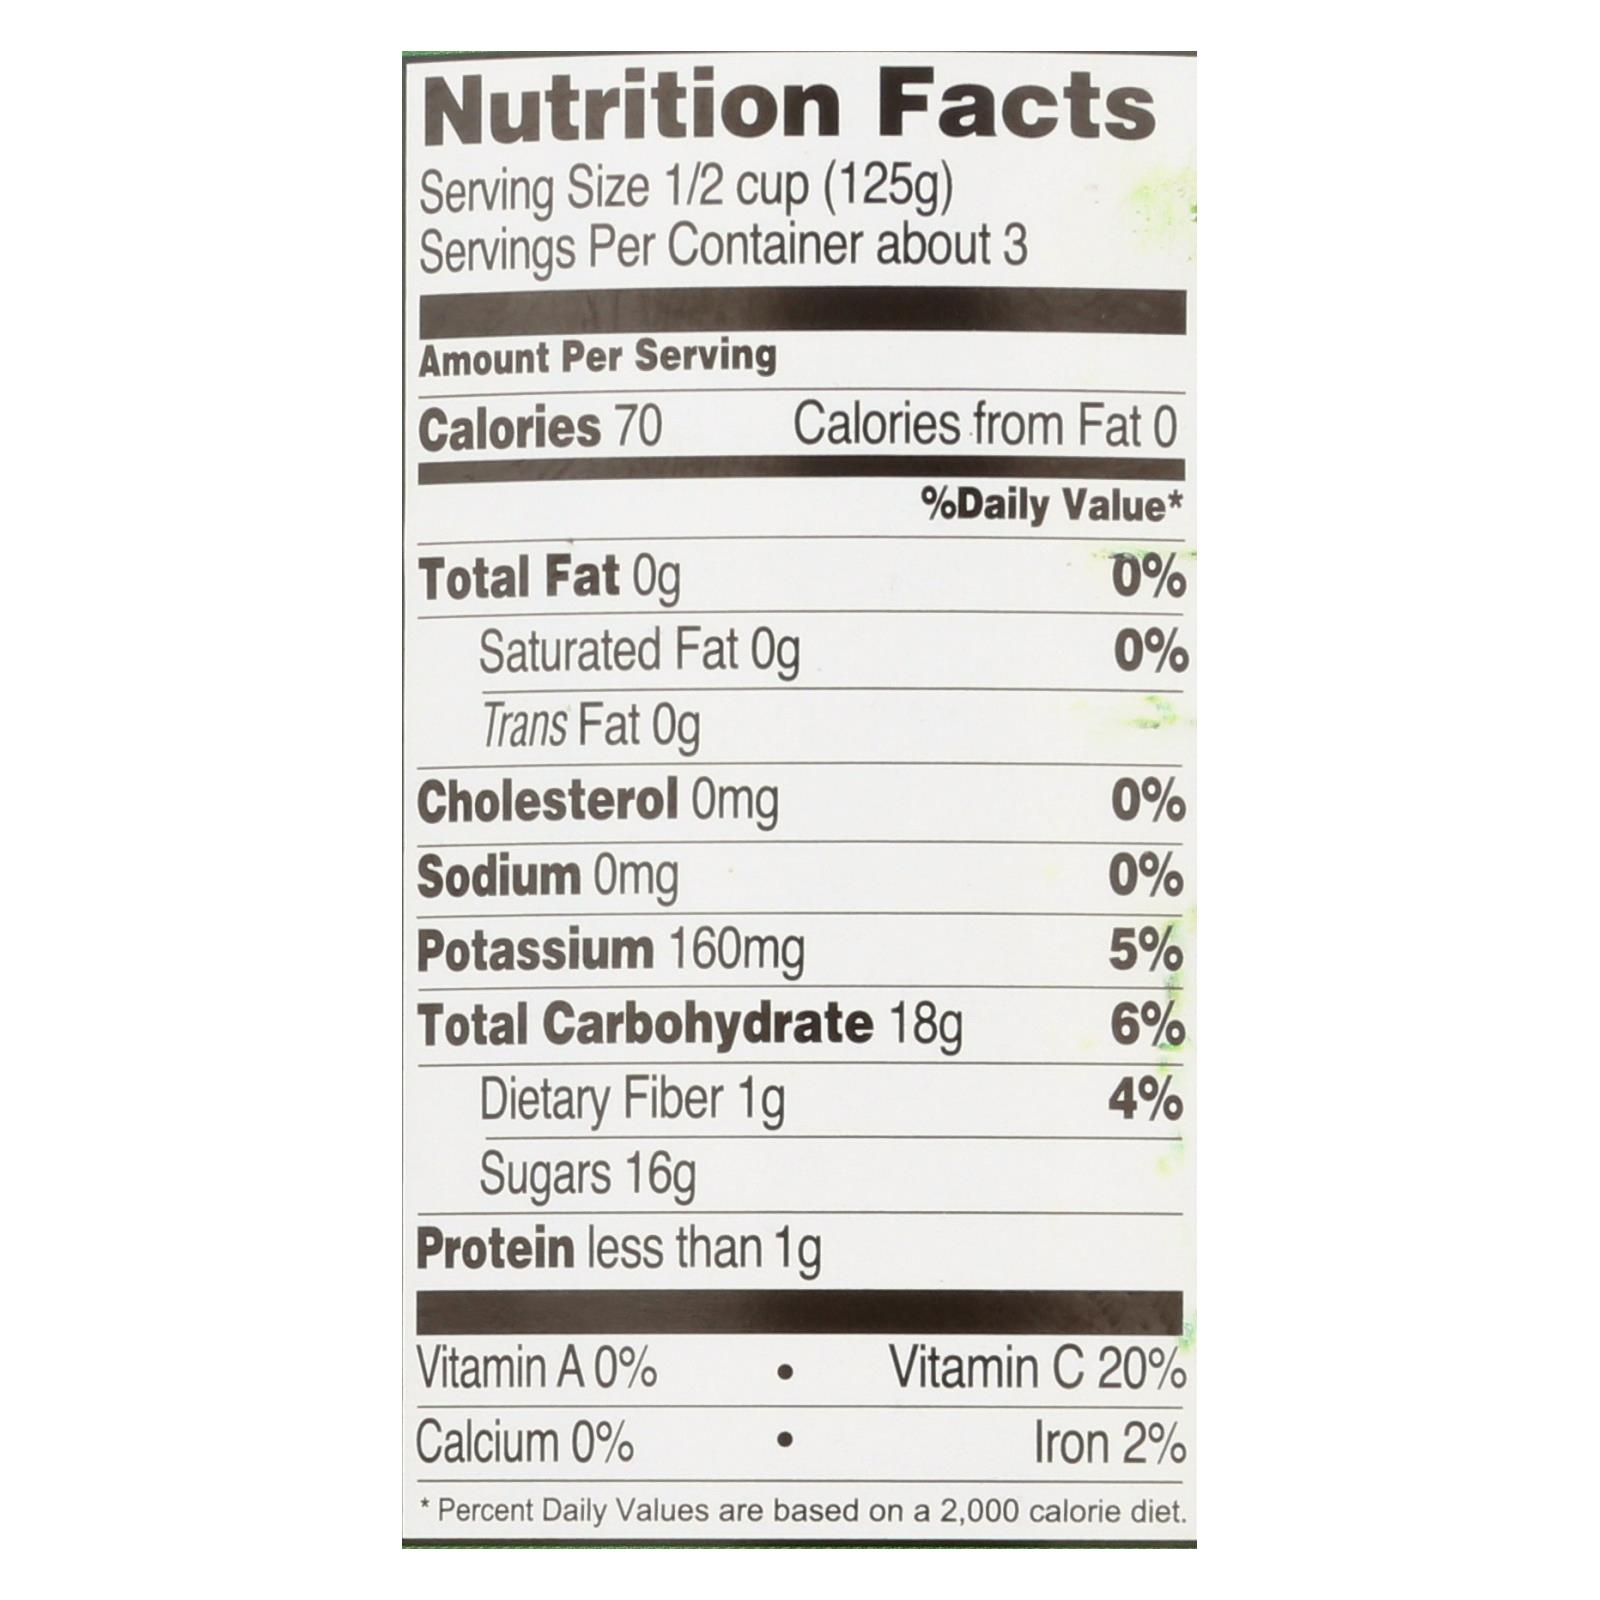 Nutrition Facts
Serving Size 1/2 cup (125g)
Servings Per Container about 3
Amount Per Serving
Calories 70 Calories from Fat 0
%Daily Value*
Total Fat 0g 0%
Saturated Fat 0g 0%
Trans Fat 0g
Cholesterol 0mg 0%
Sodium 0mg 0%
Potassium 160mg 5%
Total Carbohydrate 18g 6%
Dietary Fiber 1g 4%
Sugars 16g
Protein less than 1g
Vitamin A 0% • Vitamin C 20%
Calcium 0% • Iron 2%
* Percent Daily Values are based on a 2,000 calorie diet.